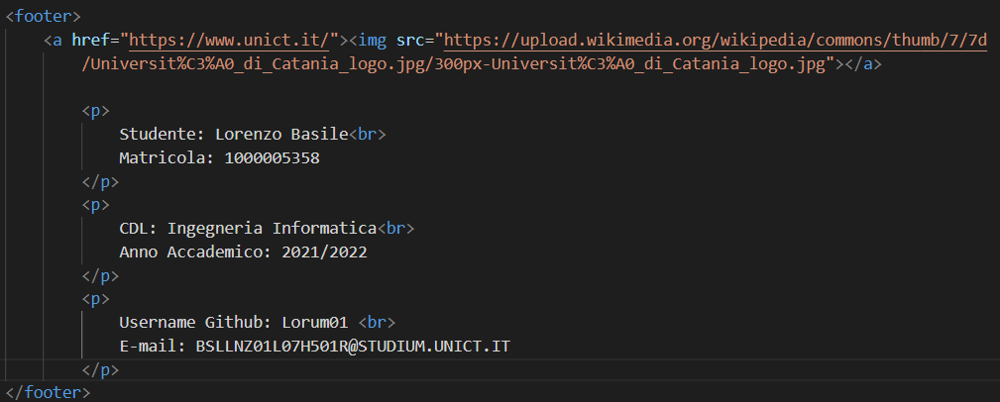 <footer>
<a href="https://www.unict.it/"><img src="https://upload.wikimedia.org/wikipedia/commons/thumb/7/7d
/Universit%C3%A0_di_Catania_logo.jpg/300px-Universit%C3%A0_di_Catania_logo.jpg"></a>
<p>
Studente: Lorenzo Basile<br>
Matricola: 1000005358
</p>
<p>
CDL: Ingegneria Informatica<br>
Anno Accademico: 2021/2022
</p>
<p>
Username Github: Lorum01 <br>
E-mail: BSLLNZ01L07H501R@STUDIUM.UNICT.IT
</p>
</footer>